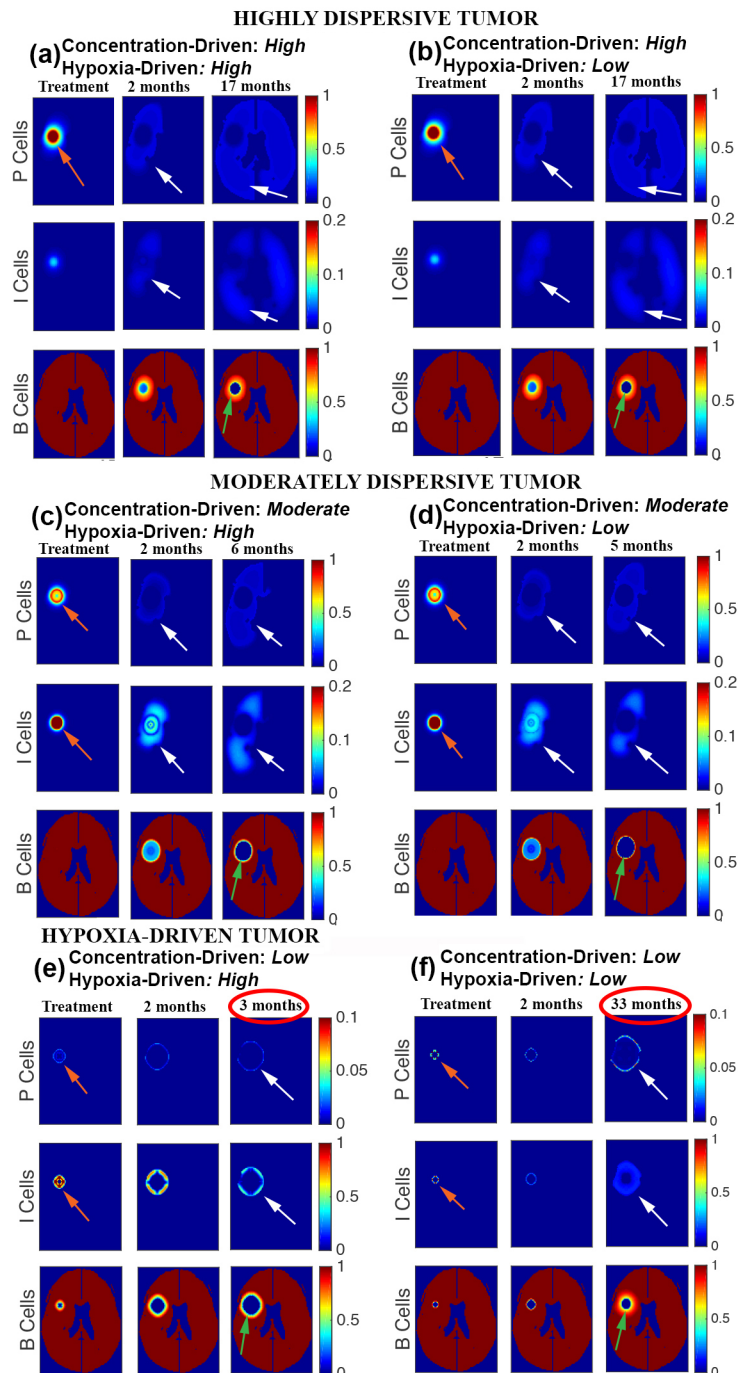 HIGHLY DISPERSIVE TUMOR
(a) Concentration-Driven: High
Hypoxia-Driven: High
Treatment 2 months 17 months
P Cells
1
0.5
0
I Cells
0.2
0.1
0
B Cells
1
0.5
0
(b) Concentration-Driven: High
Hypoxia-Driven: Low
Treatment 2 months 17 months
P Cells
1
0.5
0
I Cells
0.2
0.1
0
B Cells
1
0.5
0
MODERATELY DISPERSIVE TUMOR
(c) Concentration-Driven: Moderate
Hypoxia-Driven: High
Treatment 2 months 6 months
P Cells
1
0.5
0
I Cells
0.2
0.1
0
B Cells
1
0.5
0
(d) Concentration-Driven: Moderate
Hypoxia-Driven: Low
Treatment 2 months 5 months
P Cells
1
0.5
0
I Cells
0.2
0.1
0
B Cells
1
0.5
0
HYPOXIA-DRIVEN TUMOR
(e) Concentration-Driven: Low
Hypoxia-Driven: High
Treatment 2 months 3 months
P Cells
0.1
0.05
0
I Cells
1
0.5
0
B Cells
1
0.5
0
(f) Concentration-Driven: Low
Hypoxia-Driven: Low
Treatment 2 months 33 months
P Cells
0.1
0.05
0
I Cells
1
0.5
0
B Cells
1
0.5
0